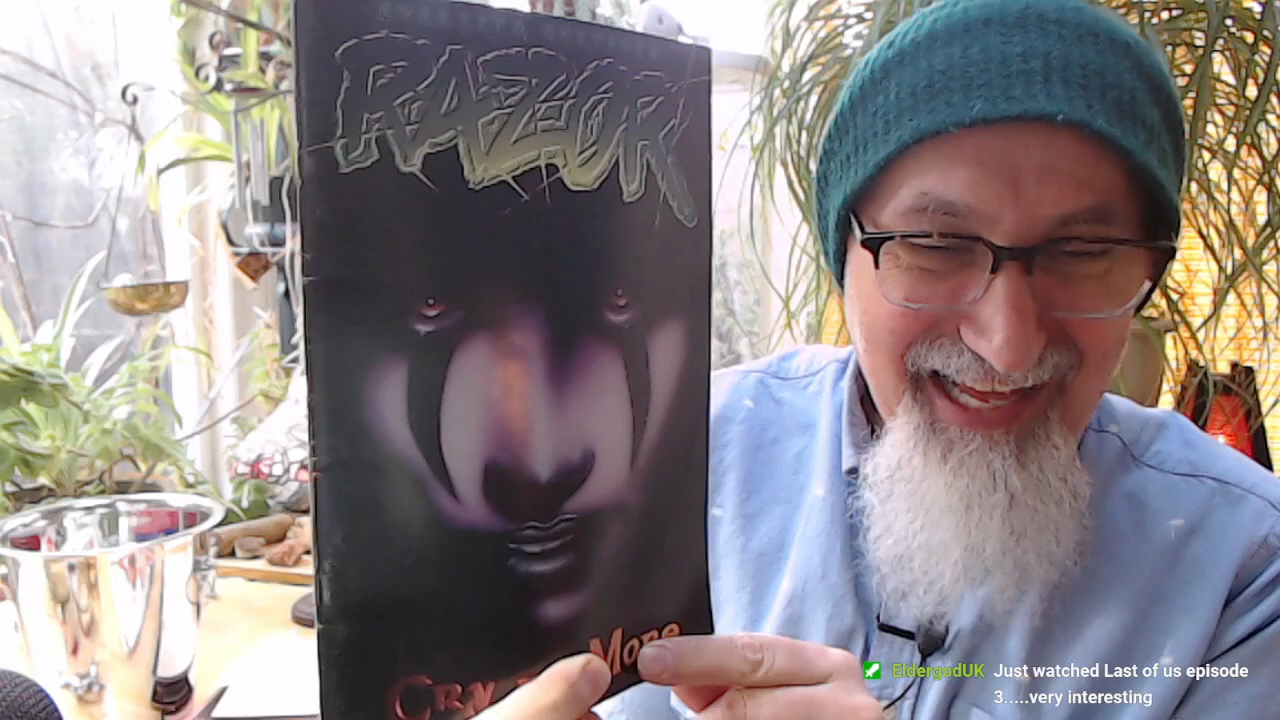 RAZOR
More
EldergodUK Just watched Last of us episode
3.....very interesting